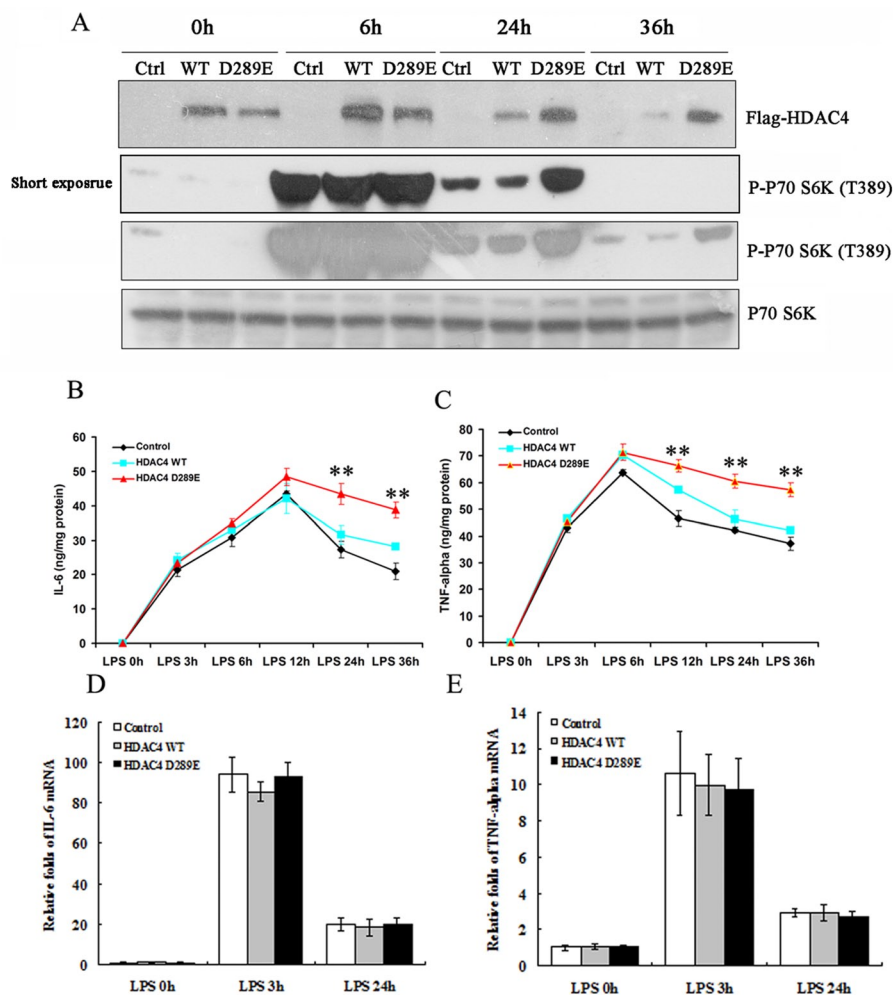 A
0h 6h 24h 36h
Ctrl WT D289E Ctrl WT D289E Ctrl WT D289E Ctrl WT D289E
Flag-HDAC4
Short exposrue
P-P70 S6K (T389)
P-P70 S6K (T389)
P70 S6K
B
Control
HDAC4 WT
HDAC4 D289E
IL-6 (ng/mg protein)
60
50
40
30
20
10
0
** **
LPS 0h LPS 3h LPS 6h LPS 12h LPS 24h LPS 36h
C
Control
HDAC4 WT
HDAC4 D289E
TNF-alpha (ng/mg protein)
80
70
60
50
40
30
20
10
0
** ** **
LPS 0h LPS 3h LPS 6h LPS 12h LPS 24h LPS 36h
D
Control
HDAC4 WT
HDAC4 D289E
Relative folds of IL-6 mRNA
120
100
80
60
40
20
0
LPS 0h LPS 3h LPS 24h
E
Control
HDAC4 WT
HDAC4 D289E
Relative folds of TNF-alpha mRNA
14
12
10
8
6
4
2
0
LPS 0h LPS 3h LPS 24h